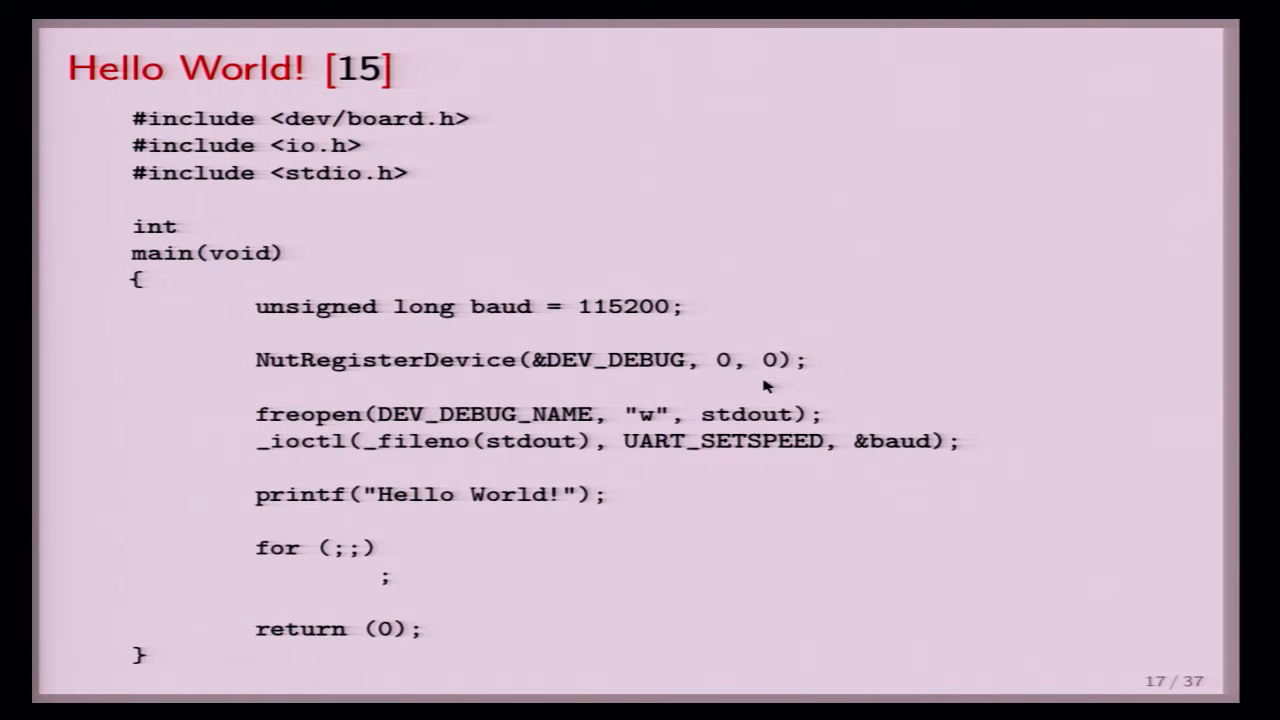 Hello World! [15]
#include <dev/board.h>
#include <io.h>
#include <stdio.h>
int
main(void)
{
unsigned long baud = 115200;
NutRegisterDevice(&DEV_DEBUG, 0, 0);
freopen(DEV_DEBUG_NAME, "w", stdout);
_ioctl(_fileno(stdout), UART_SETSPEED, &baud);
printf("Hello World!");
for (;;)
;
return (0);
}
17 / 37